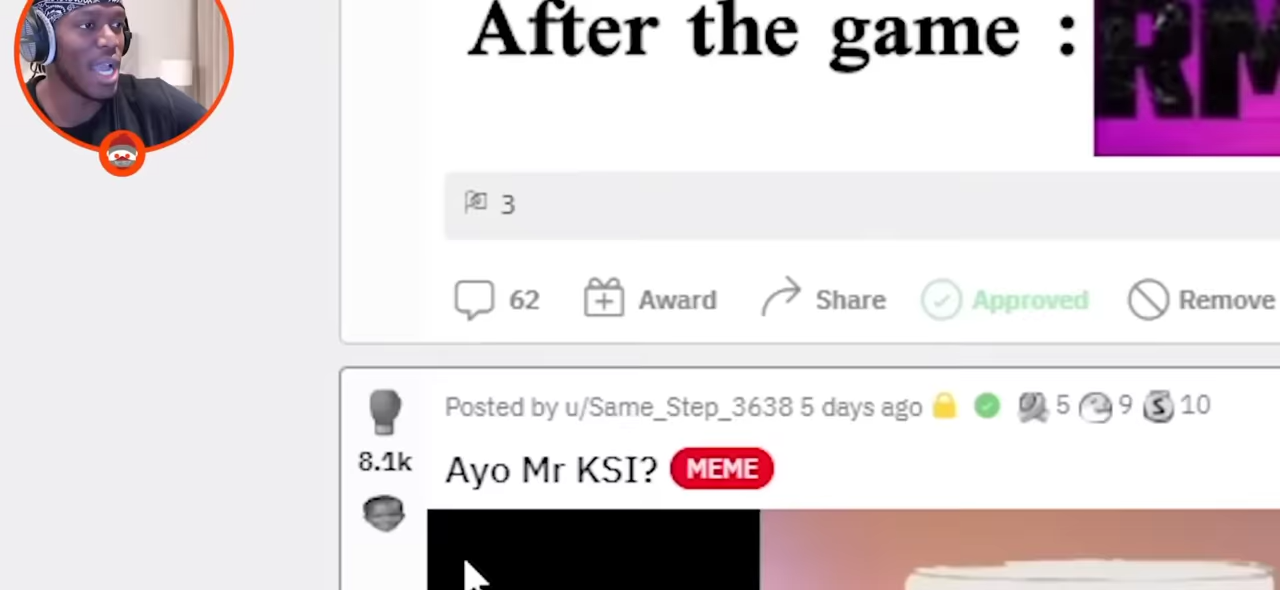 After the game :
RM
3
62 Award Share Approved Remove
Posted by u/Same_Step_3638 5 days ago 5 9 10
8.1k
Ayo Mr KSI? MEME